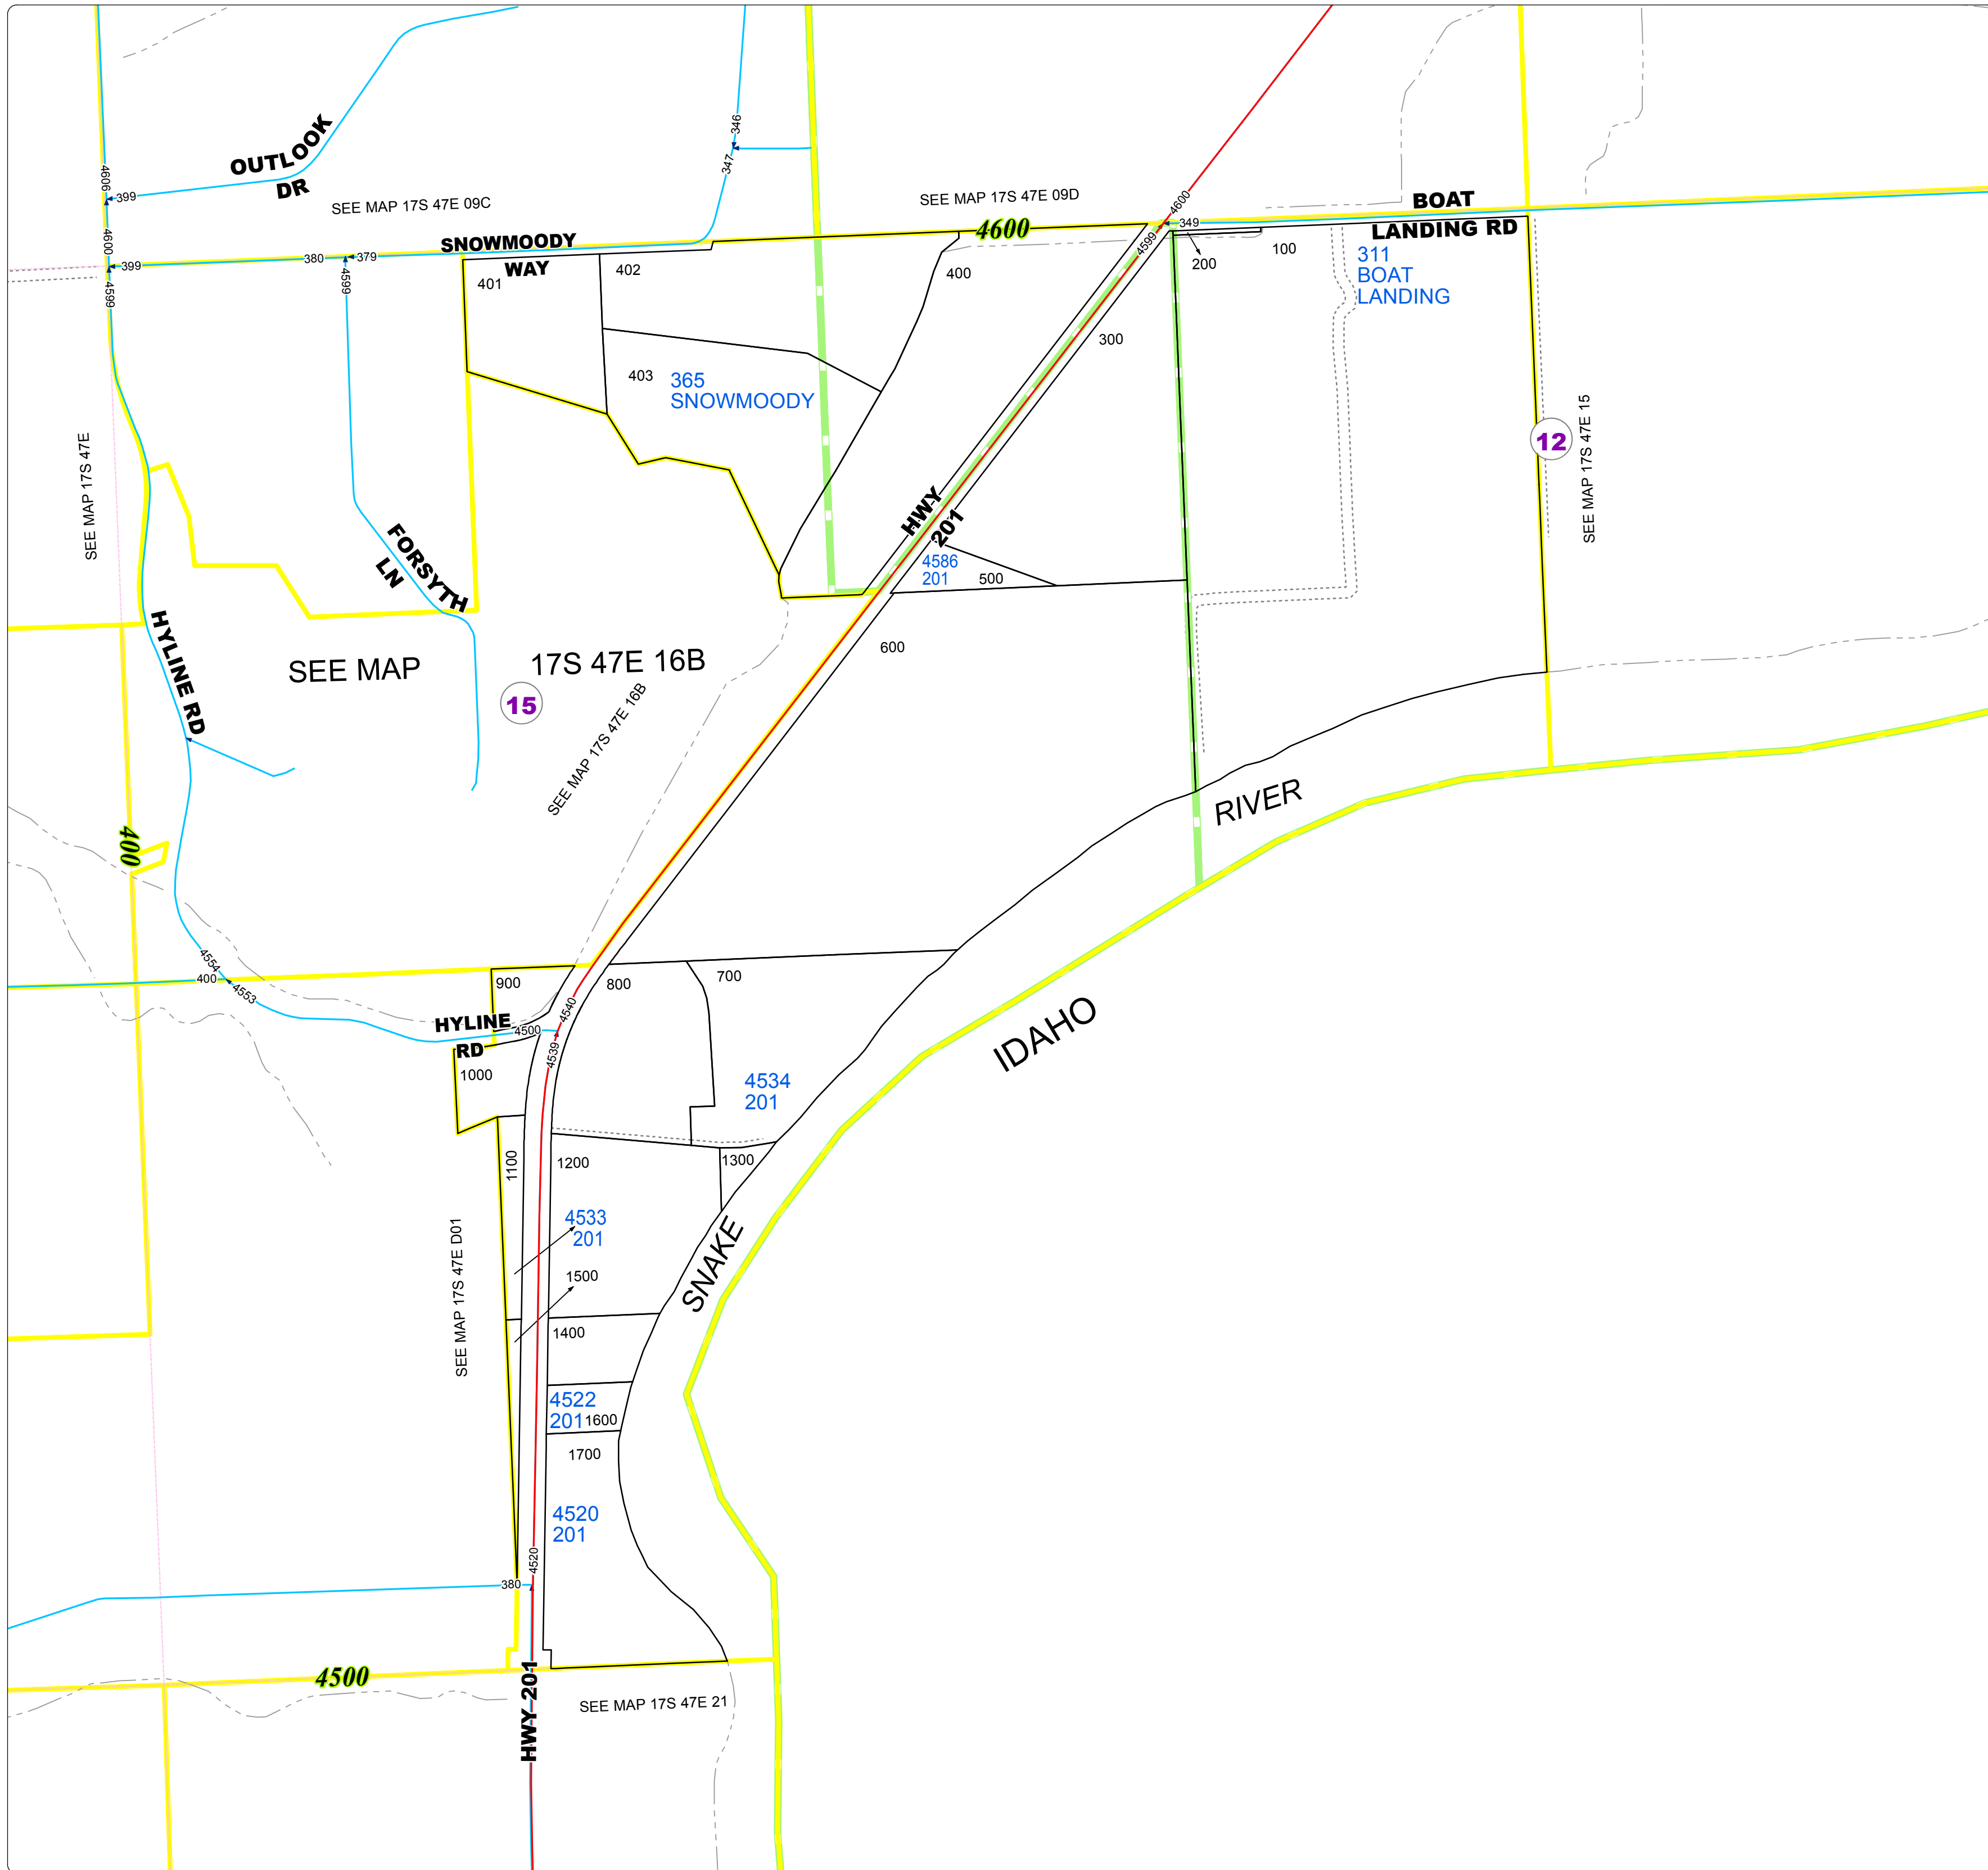 346
OUTLOOK
DR
347
4606
399
SEE MAP 17S 47E 09C
SEE MAP 17S 47E 09D
4600
BOAT
LANDING RD
349
4600
4599
4600
SNOWMOODY
WAY
380
379
399
4599
4599
401
402
400
200
100
311
BOAT
LANDING
300
403
365
SNOWMOODY
SEE MAP 17S 47E
12
SEE MAP 17S 47E 15
HWY
201
FORSYTH
LN
4586
201
500
HYLINE RD
SEE MAP
17S 47E 16B
600
15
SEE MAP 17S 47E 16B
RIVER
400
4554
400
4553
900
800
700
IDAHO
HYLINE
RD
4500
4540
4539
1000
4534
201
1100
1200
1300
4533
201
SNAKE
SEE MAP 17S 47E D01
1500
1400
4522
201
1600
1700
4520
201
4520
380
4500
HWY 201
SEE MAP 17S 47E 21